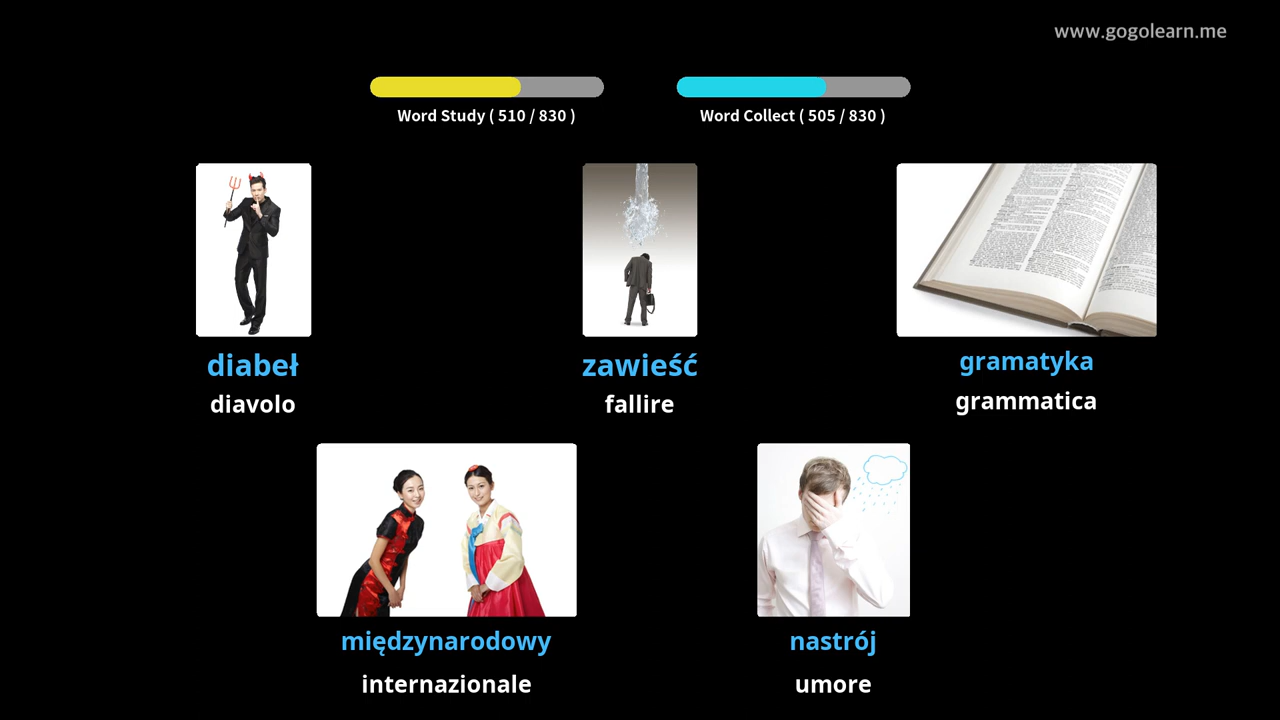 www.gogolearn.me
Word Study ( 510 / 830 )
Word Collect ( 505 / 830 )
diabeł
diavolo
zawieść
fallire
gramatyka
grammatica
międzynarodowy
internazionale
nastrój
umore